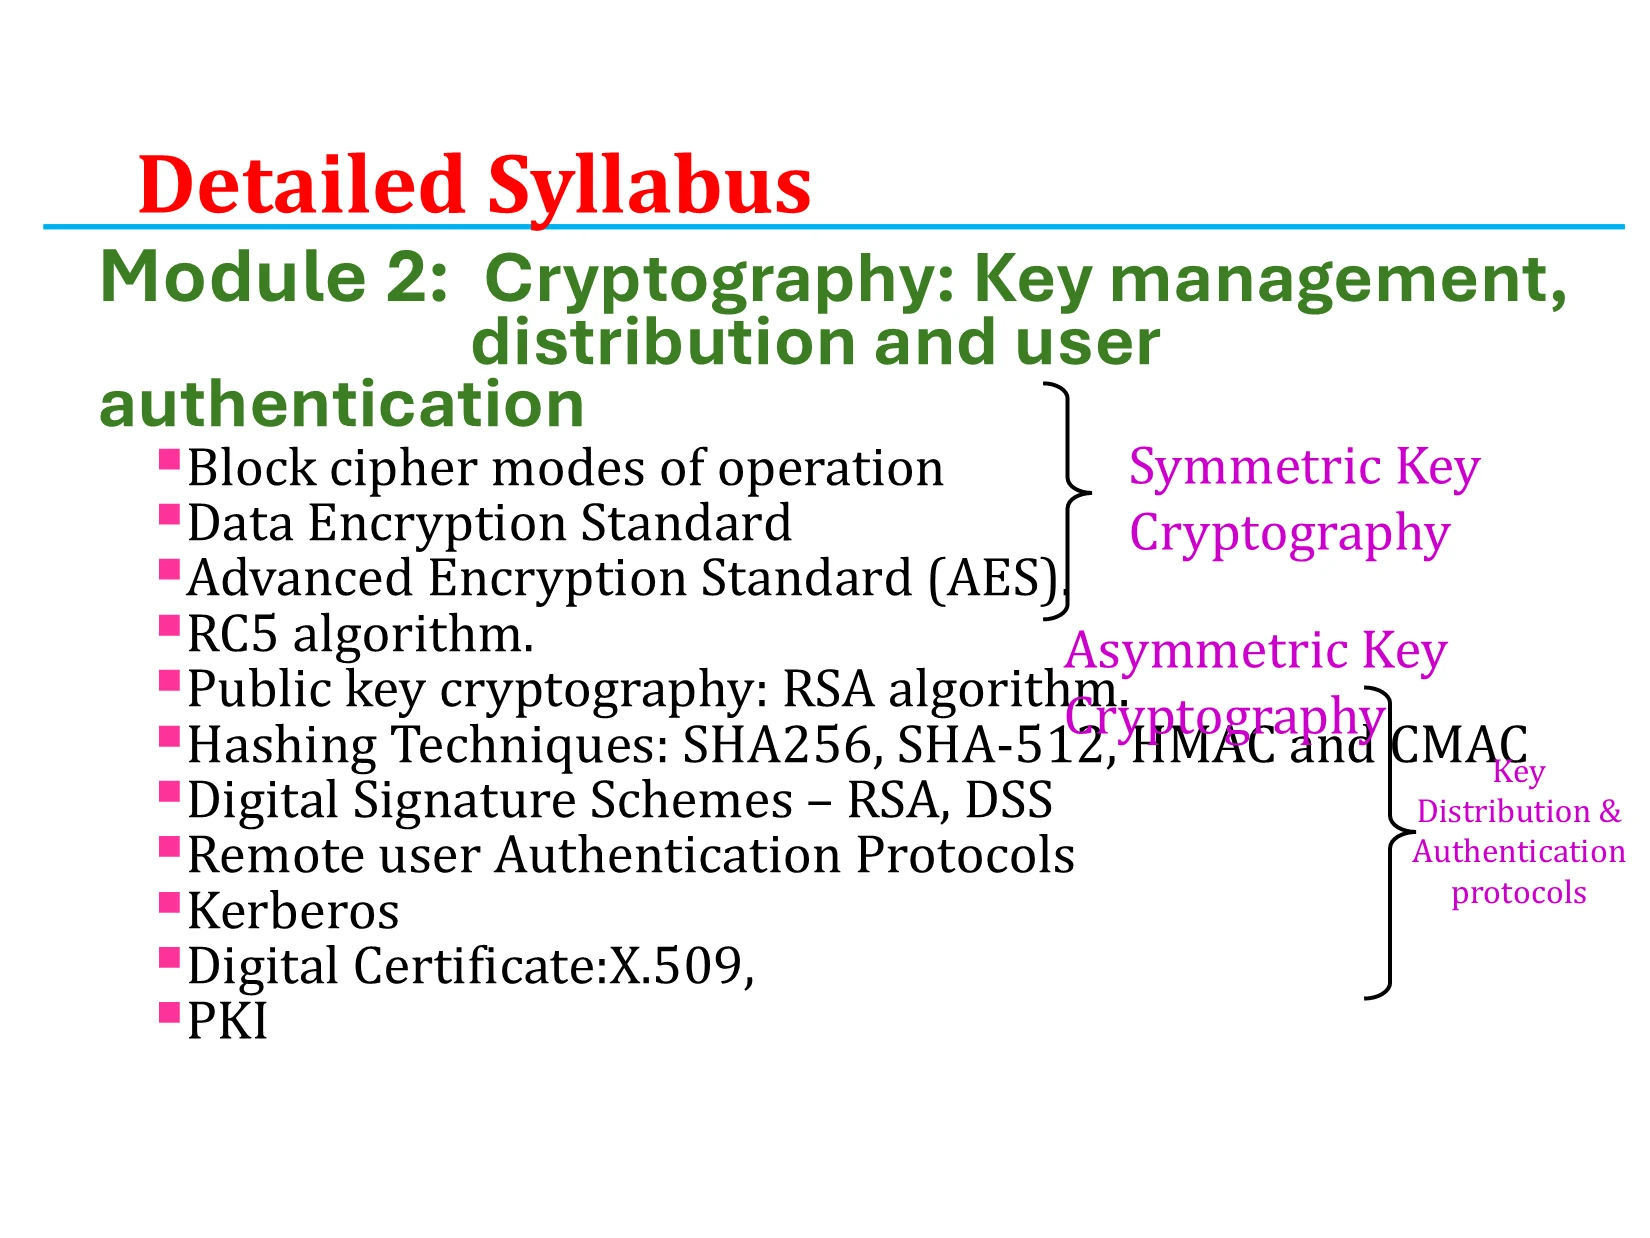 Detailed Syllabus
Module 2: Cryptography: Key management,
distribution and user
authentication
Block cipher modes of operation
Data Encryption Standard
Advanced Encryption Standard (AES).
RC5 algorithm.
Public key cryptography: RSA algorithm.
Hashing Techniques: SHA256, SHA-512, HMAC and CMAC
Digital Signature Schemes – RSA, DSS
Remote user Authentication Protocols
Kerberos
Digital Certificate:X.509,
PKI
Symmetric Key
Cryptography
Asymmetric Key
Cryptography
Key
Distribution &
Authentication
protocols